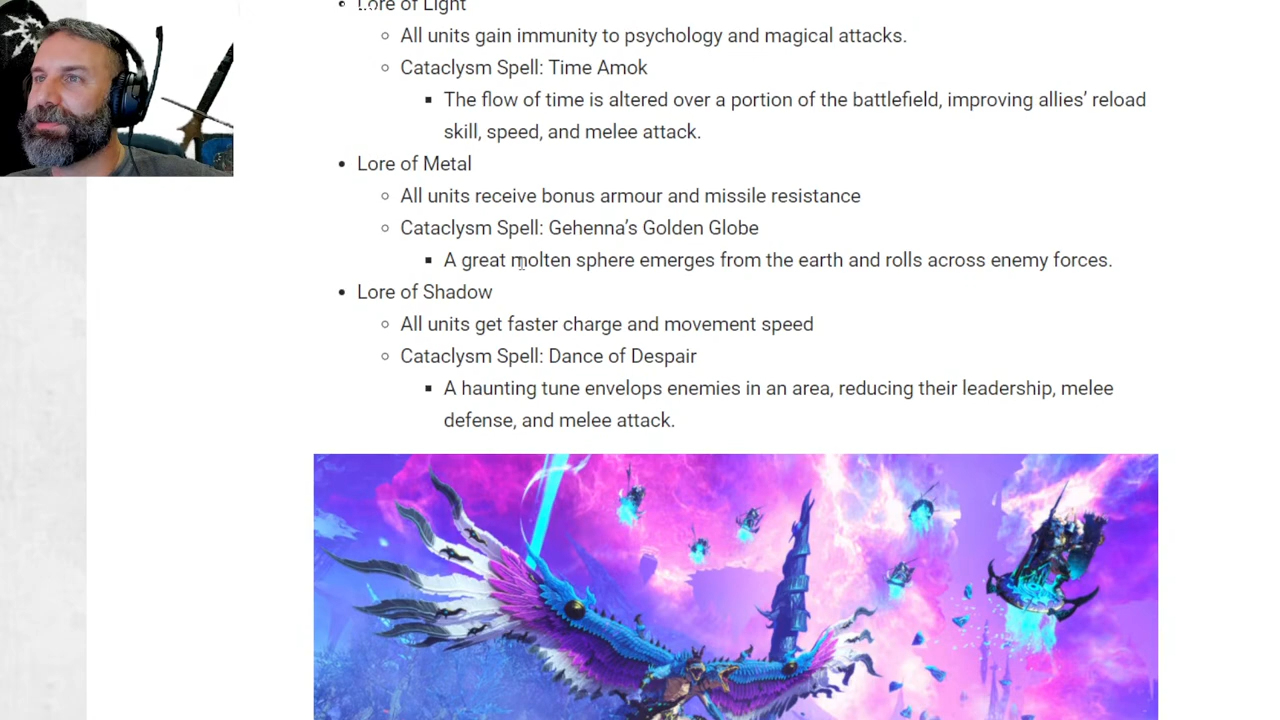 Lore of Light
All units gain immunity to psychology and magical attacks.
Cataclysm Spell: Time Amok
The flow of time is altered over a portion of the battlefield, improving allies’ reload
skill, speed, and melee attack.
Lore of Metal
All units receive bonus armour and missile resistance
Cataclysm Spell: Gehenna’s Golden Globe
A great molten sphere emerges from the earth and rolls across enemy forces.
Lore of Shadow
All units get faster charge and movement speed
Cataclysm Spell: Dance of Despair
A haunting tune envelops enemies in an area, reducing their leadership, melee
defense, and melee attack.